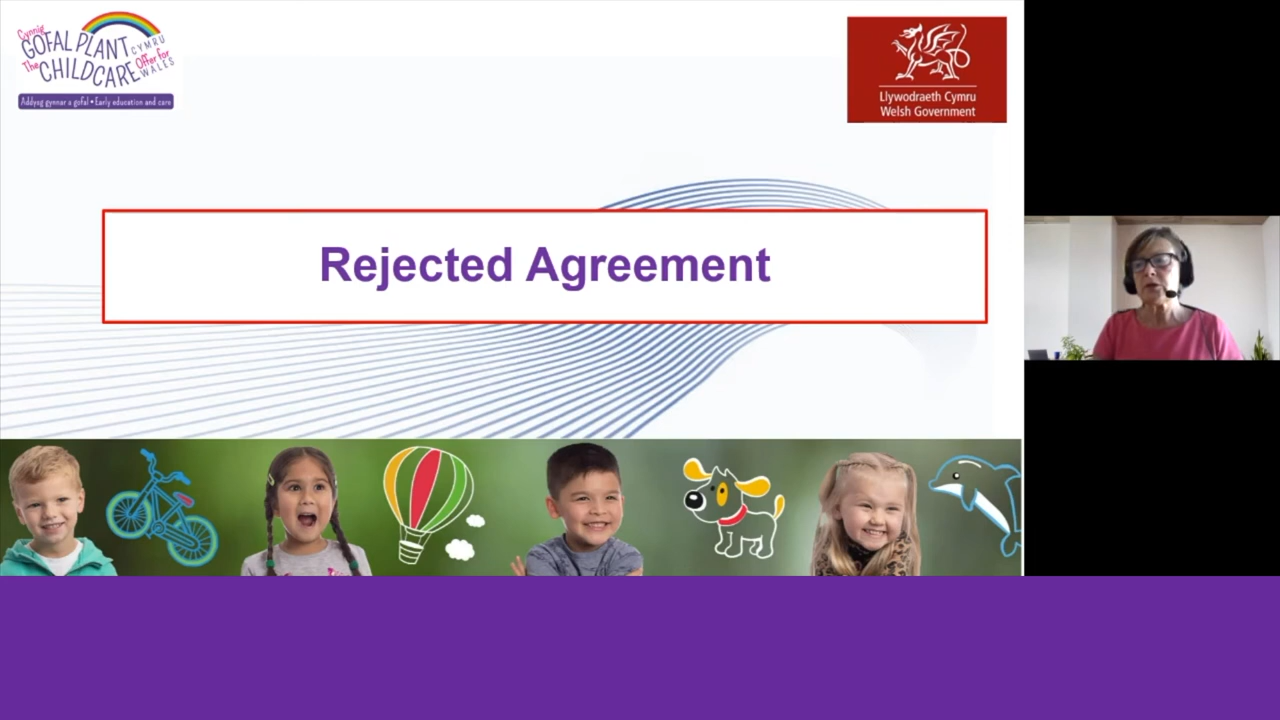 Cynnig
GOFAL PLANT
CYMRU
The CHILDCARE
Offer for
WALES
Addysg gynnar a gofal • Early education and care
Llywodraeth Cymru
Welsh Government
Rejected Agreement